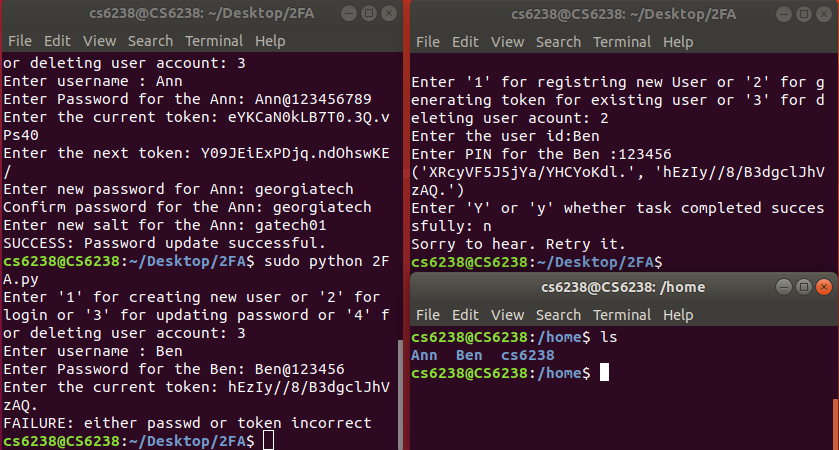 cs6238@CS6238: ~/Desktop/2FA
File Edit View Search Terminal Help
or deleting user account: 3
Enter username : Ann
Enter Password for the Ann: Ann@123456789
Enter the current token: eYKCaN0kLB7T0.3Q.v
Ps40
Enter the next token: Y09JEiExPDjq.ndOhswKE
/
Enter new password for Ann: georgiatech
Confirm password for the Ann: georgiatech
Enter new salt for the Ann: gatech01
SUCCESS: Password update successful.
cs6238@CS6238:~/Desktop/2FA$ sudo python 2F
A.py
Enter '1' for creating new user or '2' for
login or '3' for updating password or '4' f
or deleting user account: 3
Enter username : Ben
Enter Password for the Ben: Ben@123456
Enter the current token: hEzIy//8/B3dgclJhV
zAQ.
FAILURE: either passwd or token incorrect
cs6238@CS6238:~/Desktop/2FA$
cs6238@CS6238: ~/Desktop/2FA
File Edit View Search Terminal Help
Enter '1' for registring new User or '2' for g
enerating token for existing user or '3' for d
eleting user acount: 2
Enter the user id:Ben
Enter PIN for the Ben :123456
('XRcyVF5J5jYa/YHCYoKdl.', 'hEzIy//8/B3dgclJhV
zAQ.')
Enter 'Y' or 'y' whether task completed succes
sfully: n
Sorry to hear. Retry it.
cs6238@CS6238:~/Desktop/2FA$
cs6238@CS6238: /home
File Edit View Search Terminal Help
cs6238@CS6238:/home$ ls
Ann Ben cs6238
cs6238@CS6238:/home$